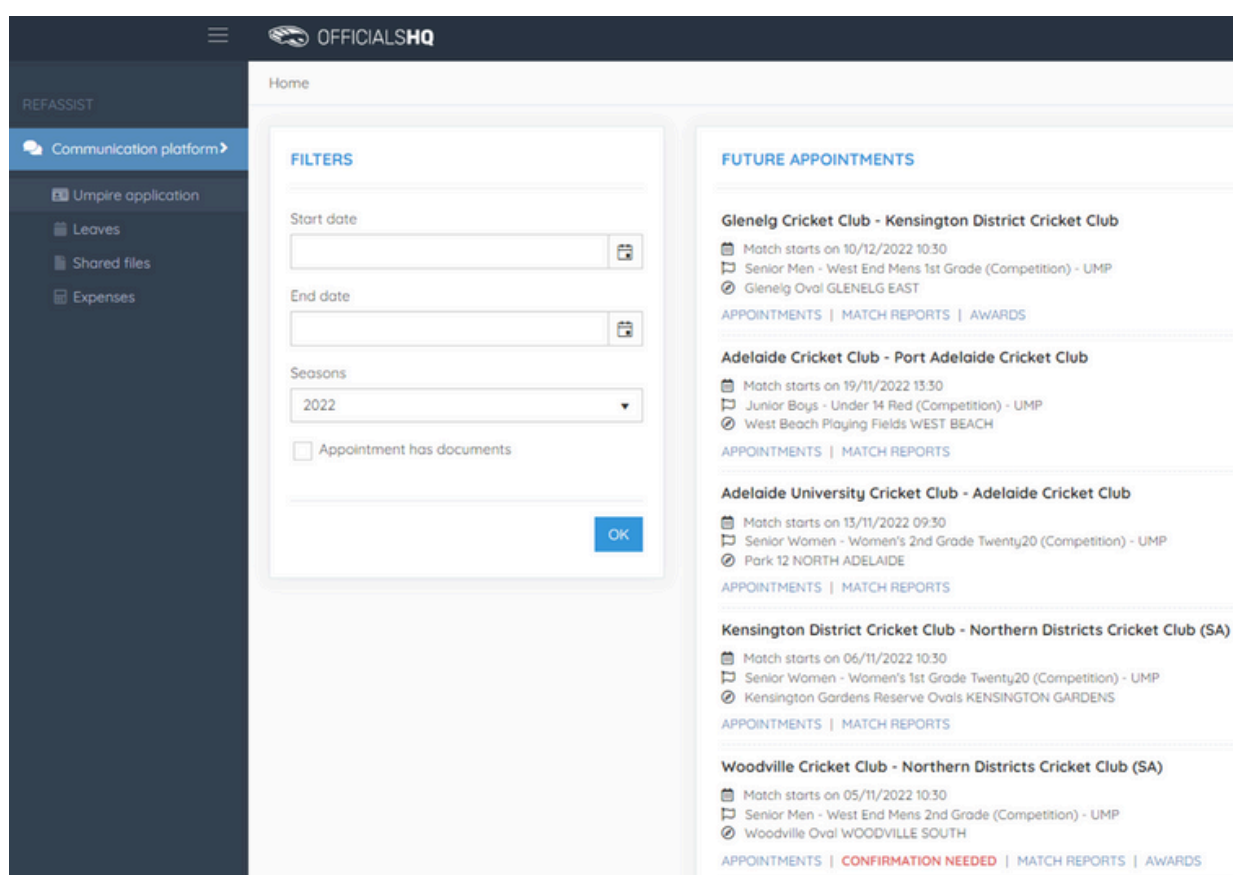 OFFICIALSHQ
Home
REFASSIST
Communication platform
Umpire application
Leaves
Shared files
Expenses
FILTERS
Start date
End date
Seasons
2022
Appointment has documents
OK
FUTURE APPOINTMENTS
Glenelg Cricket Club - Kensington District Cricket Club
Match starts on 10/12/2022 10:30
Senior Men - West End Mens 1st Grade (Competition) - UMP
Glenelg Oval GLENELG EAST
APPOINTMENTS | MATCH REPORTS | AWARDS
Adelaide Cricket Club - Port Adelaide Cricket Club
Match starts on 19/11/2022 13:30
Junior Boys - Under 14 Red (Competition) - UMP
West Beach Playing Fields WEST BEACH
APPOINTMENTS | MATCH REPORTS
Adelaide University Cricket Club - Adelaide Cricket Club
Match starts on 13/11/2022 09:30
Senior Women - Women's 2nd Grade Twenty20 (Competition) - UMP
Park 12 NORTH ADELAIDE
APPOINTMENTS | MATCH REPORTS
Kensington District Cricket Club - Northern Districts Cricket Club (SA)
Match starts on 06/11/2022 10:30
Senior Women - Women's 1st Grade Twenty20 (Competition) - UMP
Kensington Gardens Reserve Ovals KENSINGTON GARDENS
APPOINTMENTS | MATCH REPORTS
Woodville Cricket Club - Northern Districts Cricket Club (SA)
Match starts on 05/11/2022 10:30
Senior Men - West End Mens 2nd Grade (Competition) - UMP
Woodville Oval WOODVILLE SOUTH
APPOINTMENTS | CONFIRMATION NEEDED | MATCH REPORTS | AWARDS